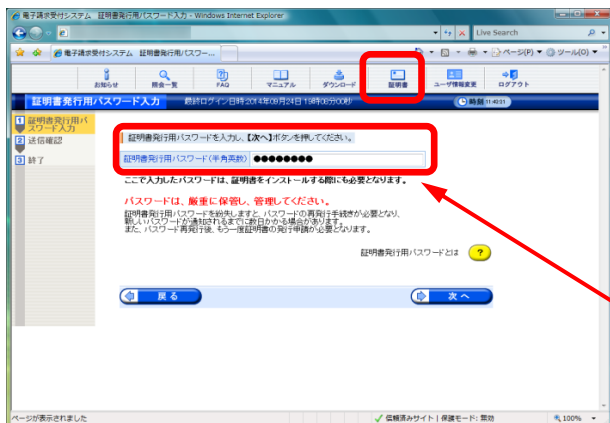 電子請求受付システム 証明書発行用パスワード入力 - Windows Internet Explorer
Live Search
電子請求受付システム 証明書発行用パスワー...
ページ(P)
ツール(O)
お知らせ
照会一覧
FAQ
マニュアル
ダウンロード
証明書
ユーザ情報変更
ログアウト
証明書発行用パスワード入力
最終ログイン日時:2014年09月24日 19時08分00秒
時刻 11:40:31
1 証明書発行用パ
スワード入力
2 送信確認
3 終了
証明書発行用パスワードを入力し、【次へ】ボタンを押してください。
証明書発行用パスワード(半角英数) ●●●●●●●●
ここで入力したパスワードは、証明書をインストールする際にも必要となります。
パスワードは、厳重に保管し、管理してください。
証明書発行用パスワードを紛失しますと、パスワードの再発行手続きが必要となり、
新しいパスワードが通知されるまでに数日かかる場合があります。
また、パスワード再発行後、もう一度証明書の発行申請が必要となります。
証明書発行用パスワードとは ?
戻る
次へ
ページが表示されました
信頼済みサイト | 保護モード: 無効
100%